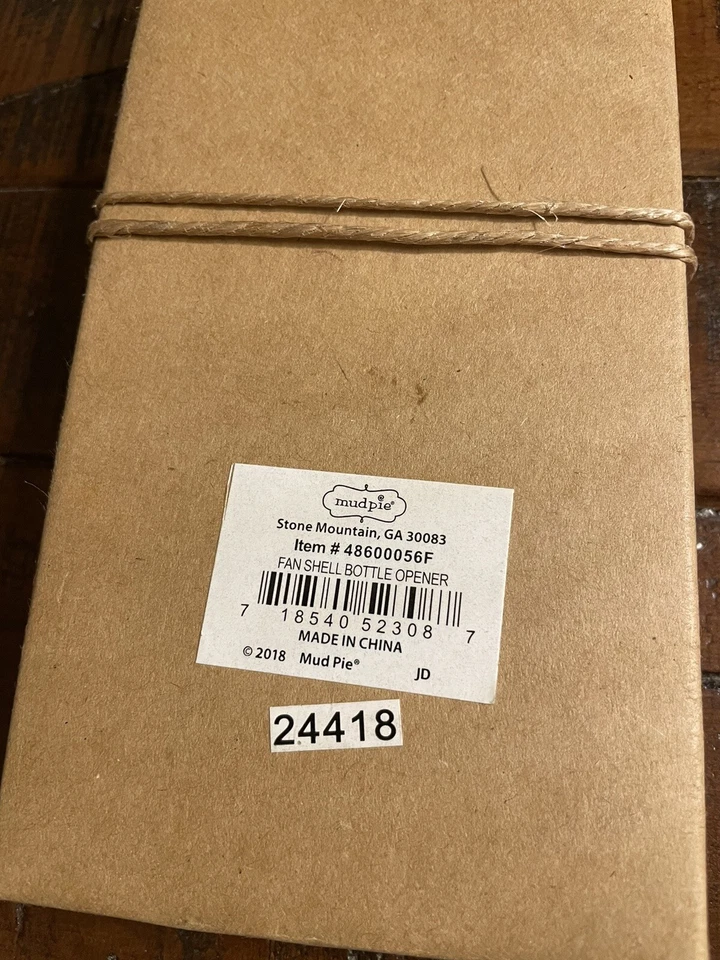 mudpie®
Stone Mountain, GA 30083
Item # 48600056F
FAN SHELL BOTTLE OPENER
7 18540 52308 7
MADE IN CHINA
© 2018 Mud Pie® JD
24418